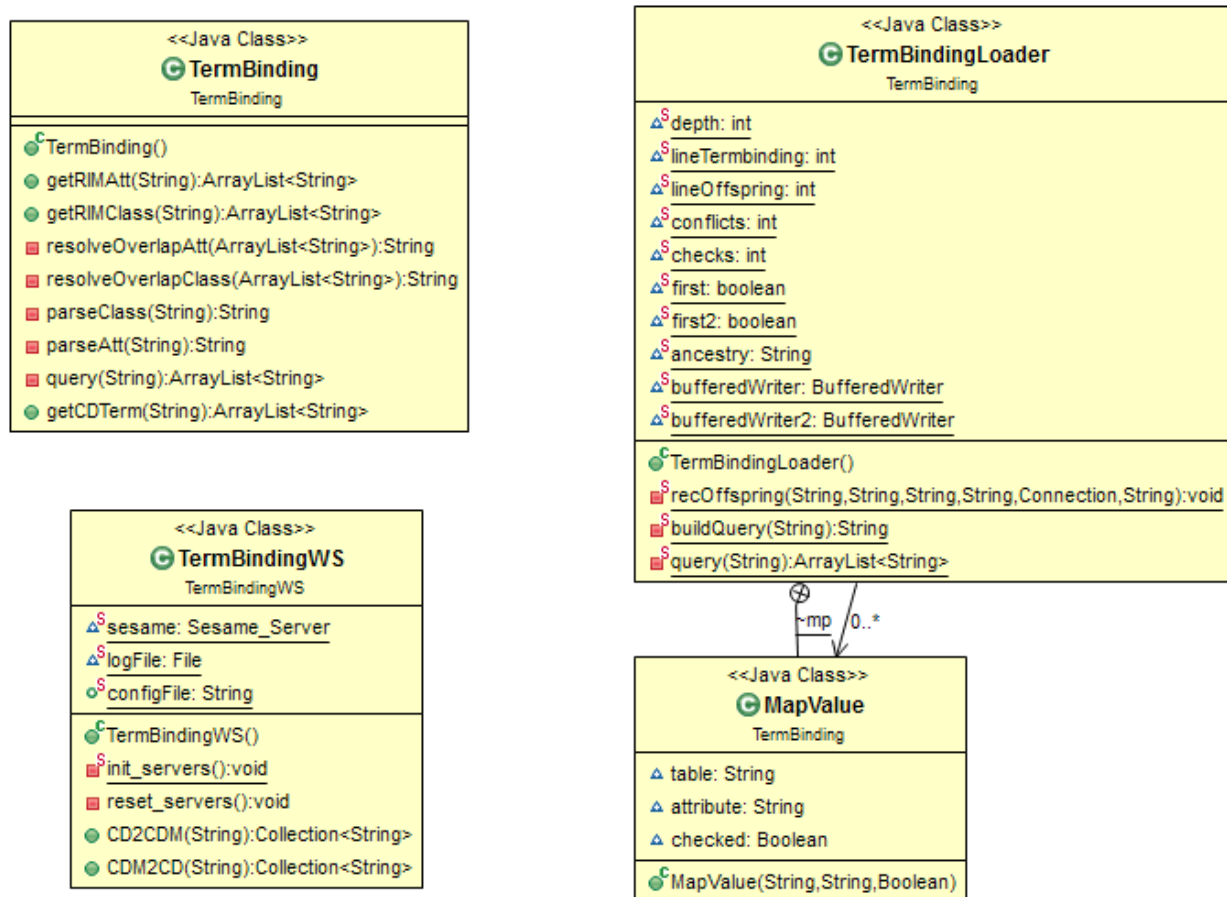 <<Java Class>>
C TermBinding
TermBinding
C TermBinding()
getRIMAtt(String):ArrayList<String>
getRIMClass(String):ArrayList<String>
resolveOverlapAtt(ArrayList<String>):String
resolveOverlapClass(ArrayList<String>):String
parseClass(String):String
parseAtt(String):String
query(String):ArrayList<String>
getCDTerm(String):ArrayList<String>
<<Java Class>>
C TermBindingLoader
TermBinding
S depth: int
S lineTermbinding: int
S lineOffspring: int
S conflicts: int
S checks: int
S first: boolean
S first2: boolean
S ancestry: String
S bufferedWriter: BufferedWriter
S bufferedWriter2: BufferedWriter
C TermBindingLoader()
S recOffspring(String,String,String,String,Connection,String):void
S buildQuery(String):String
S query(String):ArrayList<String>
~mp 0..*
<<Java Class>>
C TermBindingWS
TermBindingWS
S sesame: Sesame_Server
S logFile: File
S configFile: String
C TermBindingWS()
S init_servers():void
reset_servers():void
CD2CDM(String):Collection<String>
CDM2CD(String):Collection<String>
<<Java Class>>
C MapValue
TermBinding
table: String
attribute: String
checked: Boolean
C MapValue(String,String,Boolean)